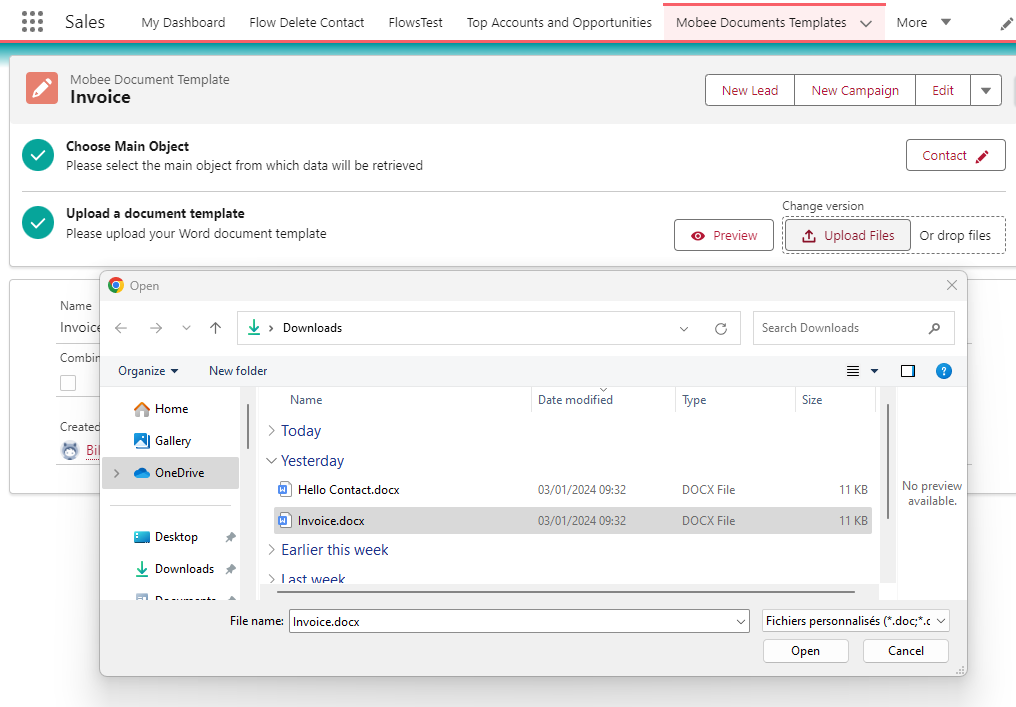 Sales My Dashboard Flow Delete Contact FlowsTest Top Accounts and Opportunities Mobee Documents Templates More
Mobee Document Template
Invoice
New Lead New Campaign Edit
Choose Main Object
Please select the main object from which data will be retrieved
Contact
Upload a document template
Please upload your Word document template
Change version
Preview Upload Files Or drop files
Name
Invoice
Combin
Created
Bil
Open
Downloads
Search Downloads
Organize New folder
?
Home
Gallery
OneDrive
Desktop
Downloads
Documents
Name Date modified Type Size
Today
Yesterday
Hello Contact.docx 03/01/2024 09:32 DOCX File 11 KB
Invoice.docx 03/01/2024 09:32 DOCX File 11 KB
Earlier this week
Last week
No preview
available.
File name: Invoice.docx Fichiers personnalisés (*.doc;*.c
Open Cancel